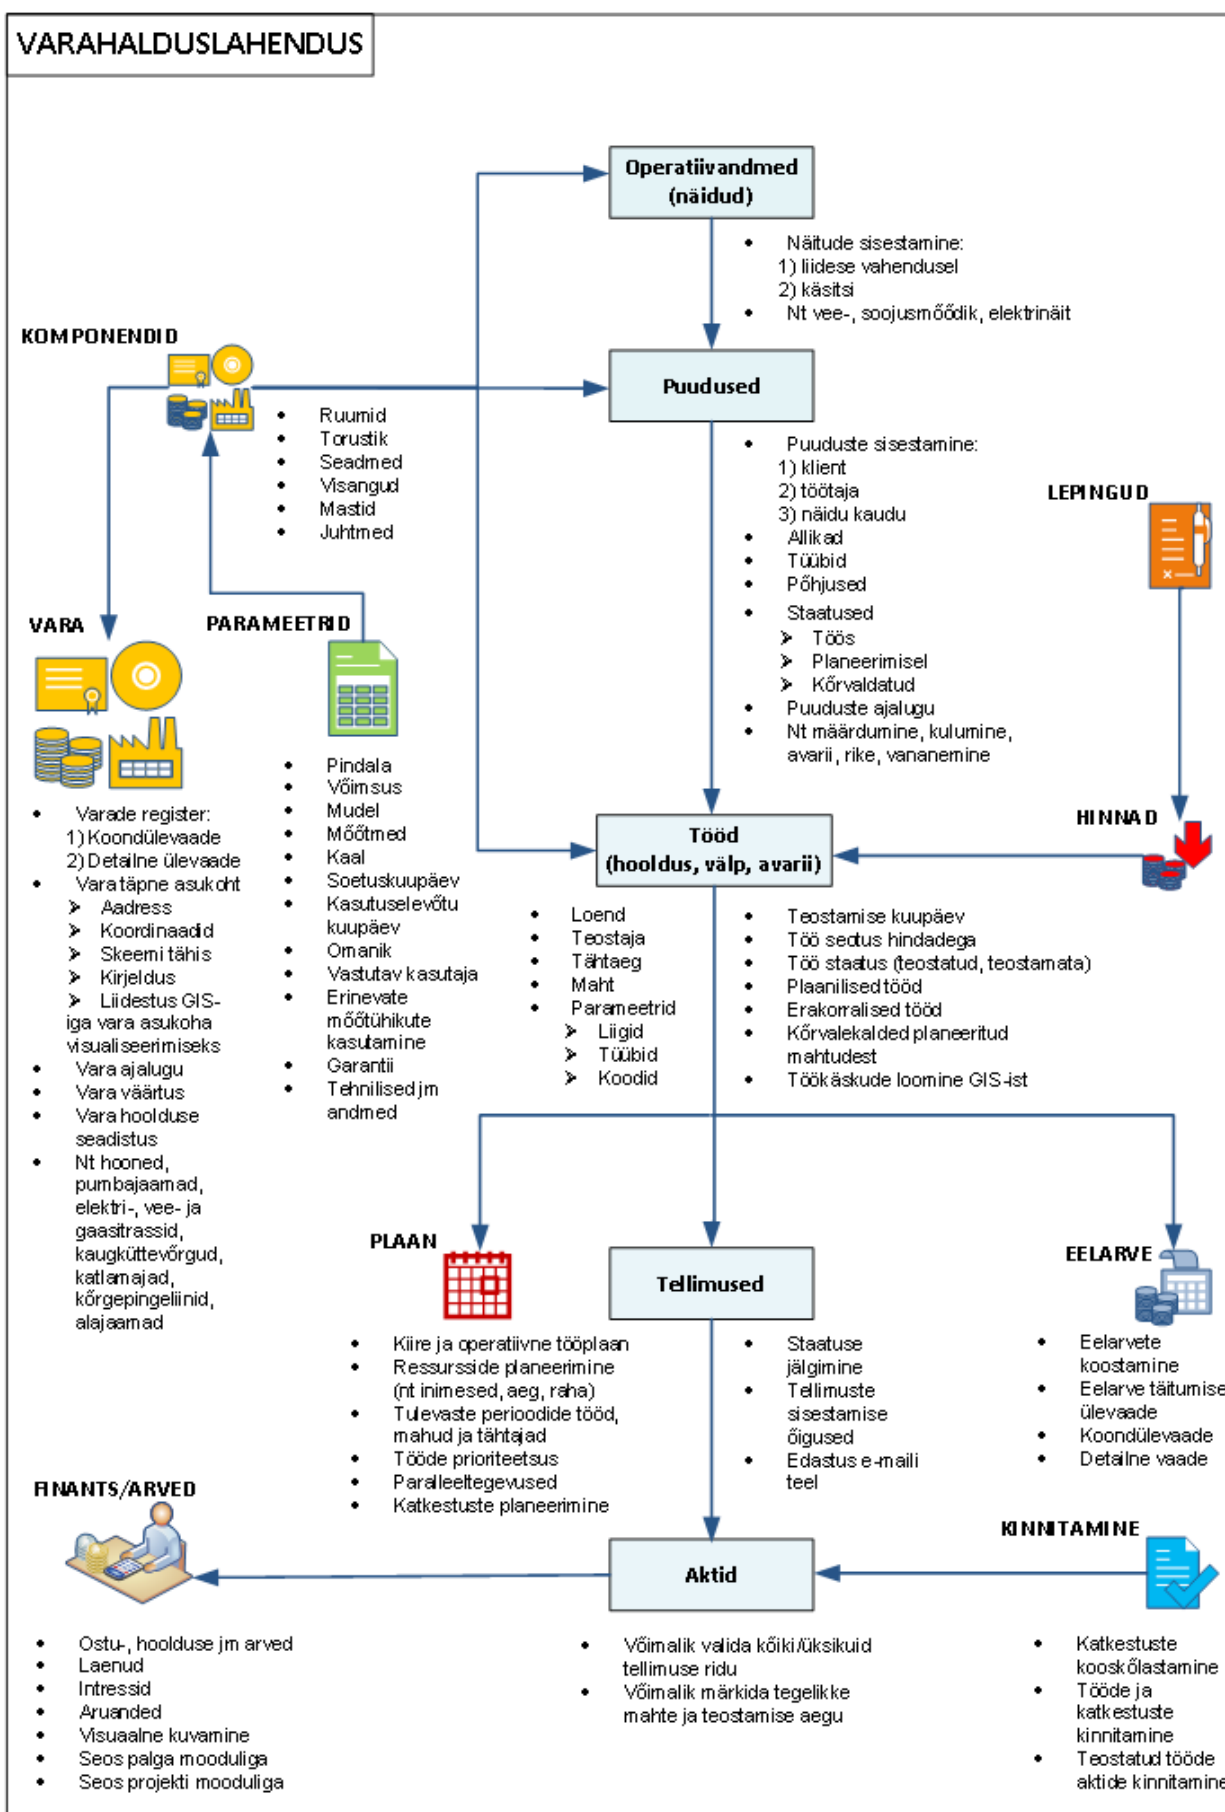 VARAHALDUSLAHENDUS
Operatiivandmed
(näidud)
• Näitude sisestamine:
1) liidese vahendusel
2) käsitsi
• Nt vee-, soojusmõõdik, elektrinäit
KOMPONENDID
• Ruumid
• Torustik
• Seadmed
• Visangud
• Mastid
• Juhtmed
Puudused
• Puuduste sisestamine:
1) klient
2) töötaja
3) näidu kaudu
• Allikad
• Tüübid
• Põhjused
• Staatused
➤ Töös
➤ Planeerimisel
➤ Kõrvaldatud
• Puuduste ajalugu
• Nt määrdumine, kulumine,
avarii, rike, vananemine
LEPINGUD
HINNAD
VARA
• Varade register:
1) Koondülevaade
2) Detailne ülevaade
• Vara täpne asukoht
➤ Aadress
➤ Koordinaadid
➤ Skeemi tähis
➤ Kirjeldus
➤ Liidestus GIS-
iga vara asukoha
visualiseerimiseks
• Vara ajalugu
• Vara väärtus
• Vara hoolduse
seadistus
• Nt hooned,
pumbajaamad,
elektri-, vee- ja
gaasitrassid,
kaugküttevõrgud,
katlamajad,
kõrgepingeliinid,
alajaamad
PARAMEETRID
• Pindala
• Võimsus
• Mudel
• Mõõtmed
• Kaal
• Soetuskuupäev
• Kasutuselevõtu
kuupäev
• Omanik
• Vastutav kasutaja
• Erinevate
mõõtühikute
kasutamine
• Garantii
• Tehnilised jm
andmed
Tööd
(hooldus, välp, avarii)
• Loend
• Teostaja
• Tähtaeg
• Maht
• Parameetrid
➤ Liigid
➤ Tüübid
➤ Koodid
• Teostamise kuupäev
• Töö seotus hindadega
• Töö staatus (teostatud, teostamata)
• Plaanilised tööd
• Erakorralised tööd
• Kõrvalekalded planeeritud
mahtudest
• Töökäskude loomine GIS-ist
PLAAN
• Kiire ja operatiivne tööplaan
• Ressursside planeerimine
(nt inimesed, aeg, raha)
• Tulevaste perioodide tööd,
mahud ja tähtajad
• Tööde prioriteetsus
• Paralleeltegevused
• Katkestuste planeerimine
Tellimused
• Staatuse
jälgimine
• Tellimuste
sisestamise
õigused
• Edastus e-maili
teel
EELARVE
• Eelarvete
koostamine
• Eelarve täitumise
ülevaade
• Koondülevaade
• Detailne vaade
FINANTS/ARVED
• Ostu-, hoolduse jm arved
• Laenud
• Intressid
• Aruanded
• Visuaalne kuvamine
• Seos palga mooduliga
• Seos projekti mooduliga
Aktid
• Võimalik valida kõiki/üksikuid
tellimuse ridu
• Võimalik märkida tegelikke
mahte ja teostamise aegu
KINNITAMINE
• Katkestuste
kooskõlastamine
• Tööde ja
katkestuste
kinnitamine
• Teostatud tööde
aktide kinnitamine